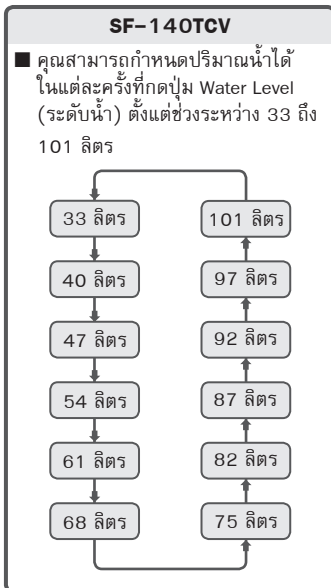 SF-140TCV
■ คุณสามารถกำหนดปริมาณน้ำได้
ในแต่ละครั้งที่กดปุ่ม Water Level
(ระดับน้ำ) ตั้งแต่ช่วงระหว่าง 33 ถึง
101 ลิตร
33 ลิตร
40 ลิตร
47 ลิตร
54 ลิตร
61 ลิตร
68 ลิตร
75 ลิตร
82 ลิตร
87 ลิตร
92 ลิตร
97 ลิตร
101 ลิตร